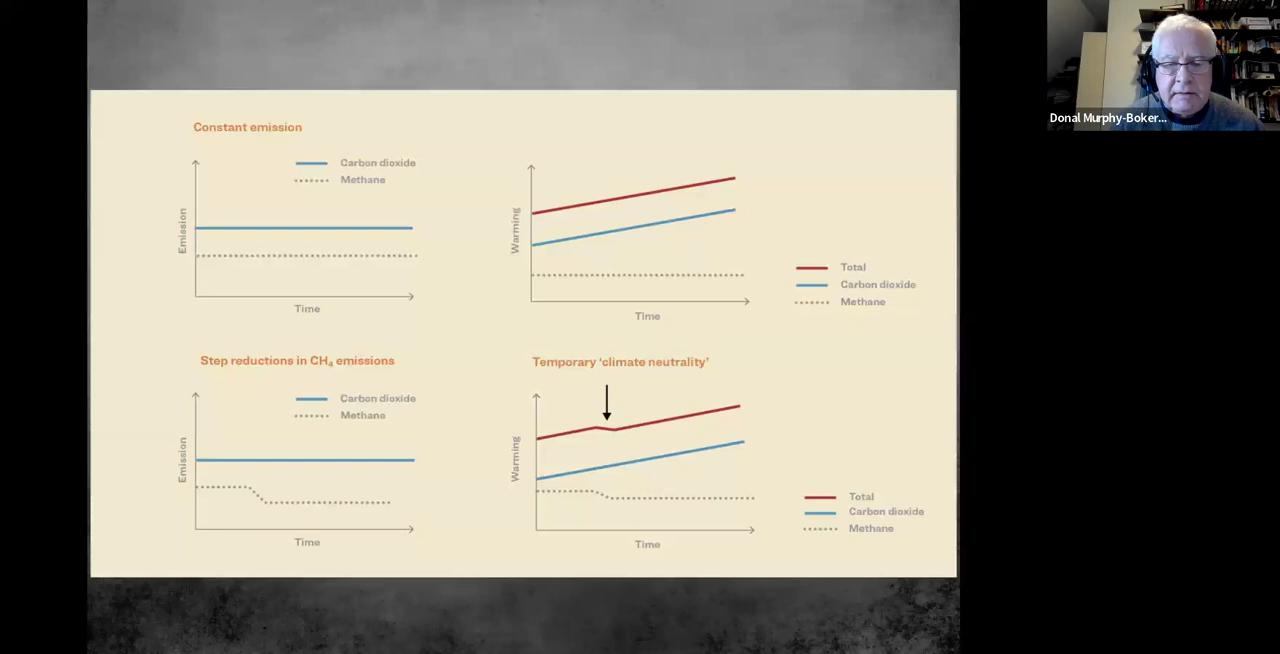 Constant emission
Carbon dioxide
Methane
Emission
Time
Warming
Time
Total
Carbon dioxide
Methane
Step reductions in CH₄ emissions
Carbon dioxide
Methane
Emission
Time
Temporary ‘climate neutrality’
Warming
Time
Total
Carbon dioxide
Methane
Donal Murphy-Boker...